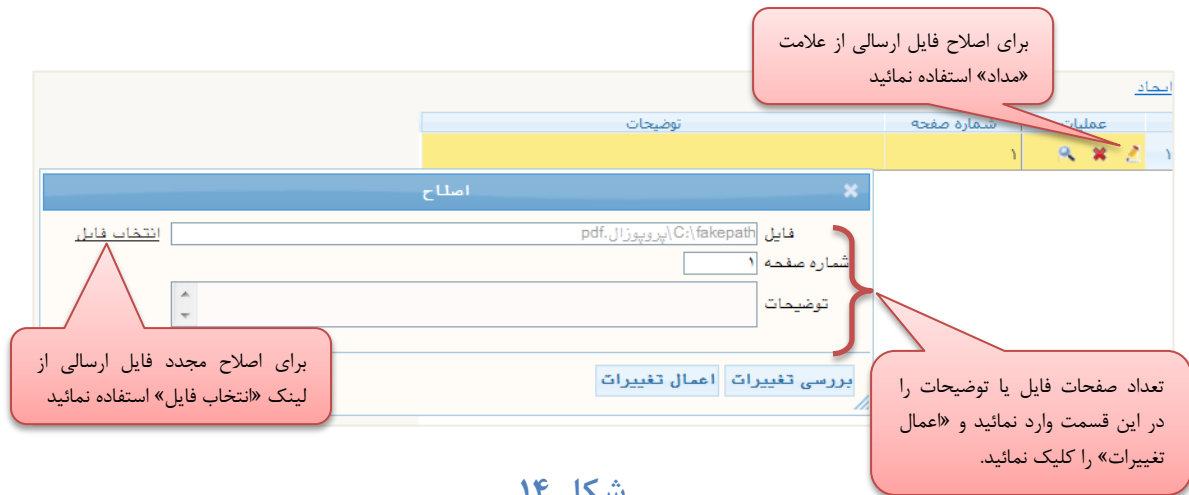 برای اصلاح فایل ارسالی از علامت
«مداد» استفاده نمائید
ایجاد
عملیات
شماره صفحه
توضیحات
۱
۱
اصلاح
فایل
C:\fakepath\پروپوزال.pdf
انتخاب فایل
شماره صفحه
۱
توضیحات
بررسی تغییرات
اعمال تغییرات
برای اصلاح مجدد فایل ارسالی از
لینک «انتخاب فایل» استفاده نمائید
تعداد صفحات فایل یا توضیحات را
در این قسمت وارد نمائید و «اعمال
تغییرات» را کلیک نمائید.
شکل ۱۴